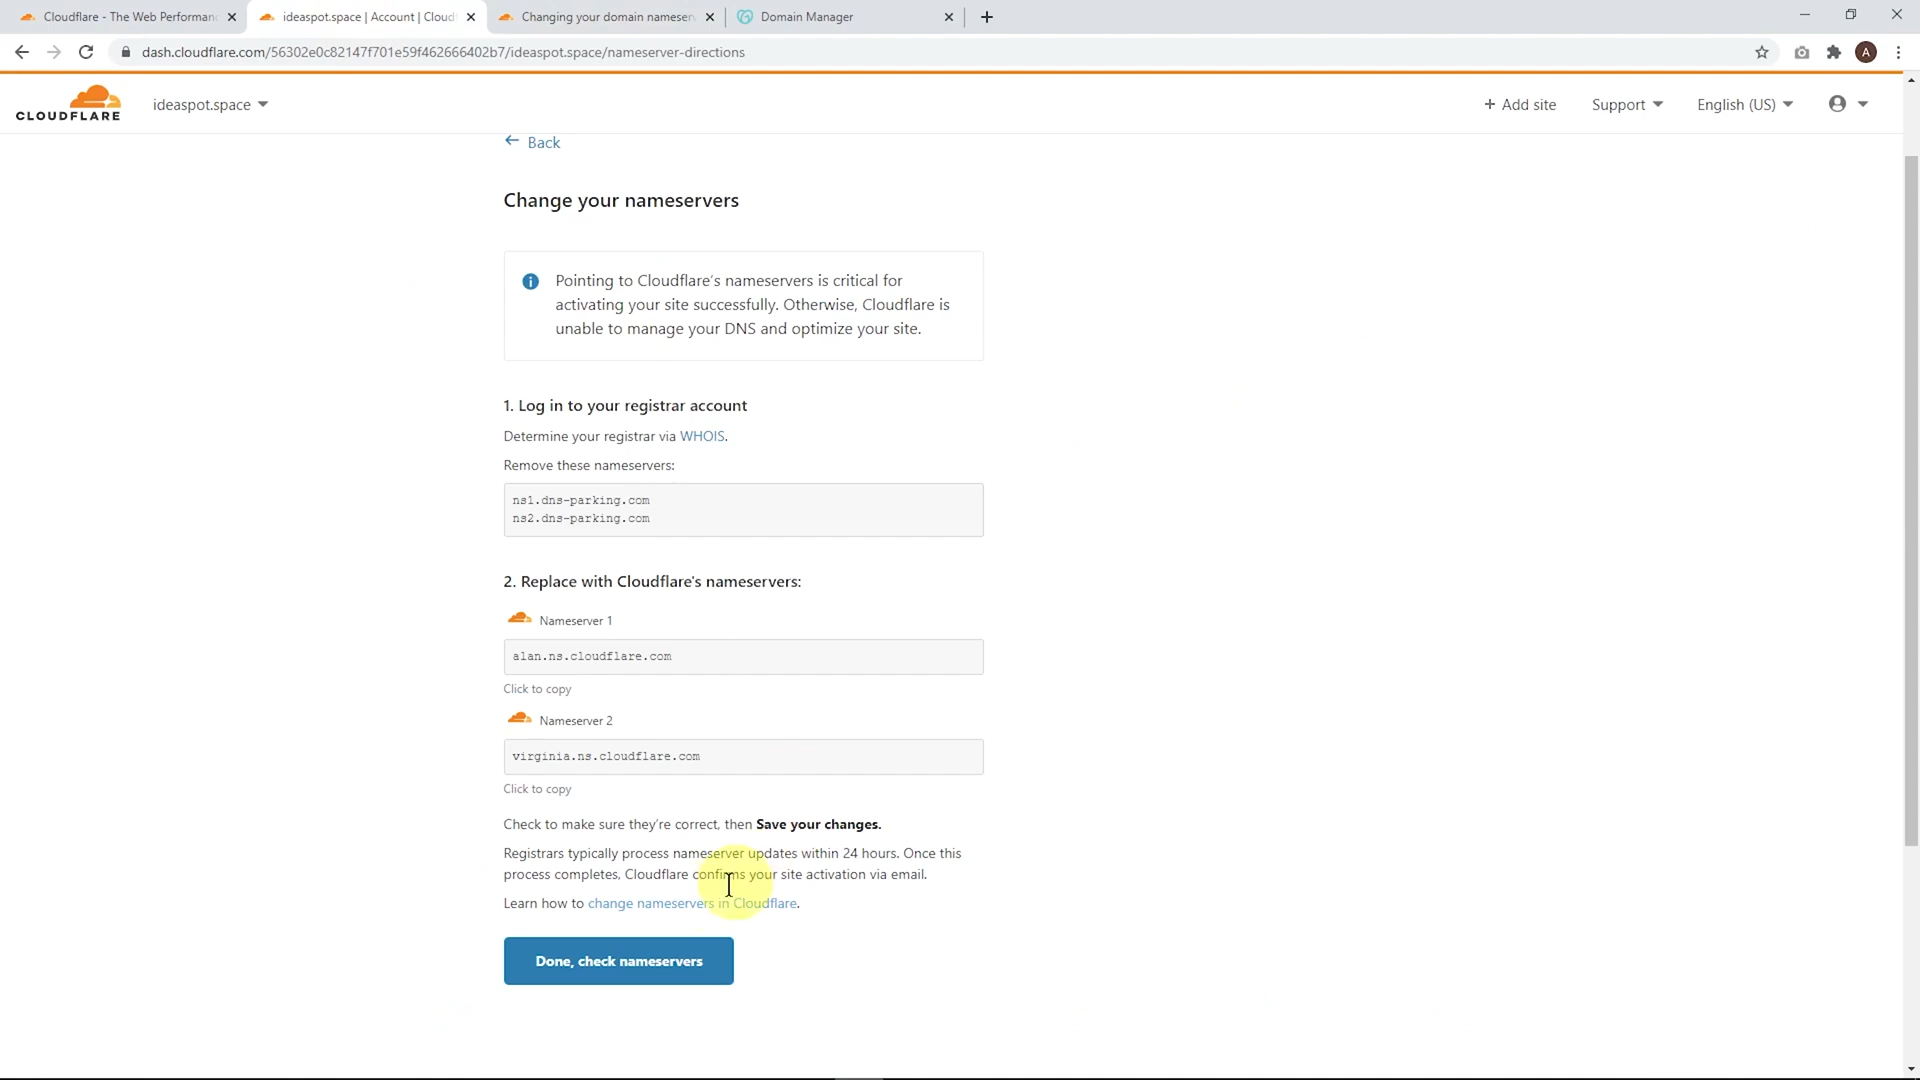 Cloudflare - The Web Performanc
ideaspot.space | Account | Cloudf
Changing your domain nameserv
Domain Manager
dash.cloudflare.com/56302e0c82147f701e59f462666402b7/ideaspot.space/nameserver-directions
A
CLOUDFLARE
ideaspot.space
+ Add site
Support
English (US)
← Back
Change your nameservers
Pointing to Cloudflare's nameservers is critical for
activating your site successfully. Otherwise, Cloudflare is
unable to manage your DNS and optimize your site.
1. Log in to your registrar account
Determine your registrar via WHOIS.
Remove these nameservers:
ns1.dns-parking.com
ns2.dns-parking.com
2. Replace with Cloudflare's nameservers:
Nameserver 1
alan.ns.cloudflare.com
Click to copy
Nameserver 2
virginia.ns.cloudflare.com
Click to copy
Check to make sure they're correct, then Save your changes.
Registrars typically process nameserver updates within 24 hours. Once this
process completes, Cloudflare confirms your site activation via email.
Learn how to change nameservers in Cloudflare.
Done, check nameservers